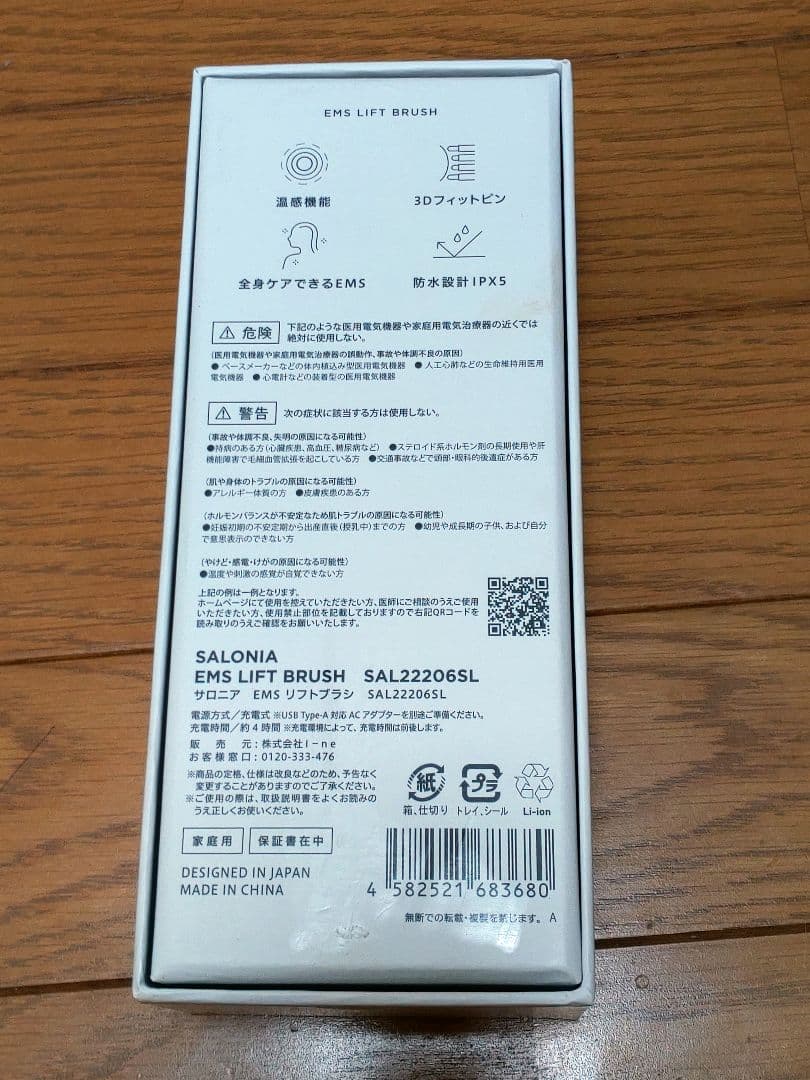 EMS LIFT BRUSH
温感機能
3Dフィットピン
全身ケアできるEMS
防水設計IPX5
危険 下記のような医用電気機器や家庭用電気治療器の近くでは
絶対に使用しない。
(医用電気機器や家庭用電気治療器の誤動作、事故や体調不良の原因)
●ペースメーカーなどの体内植込み型医用電気機器 ●人工心肺などの生命維持用医用
電気機器 ●心電計などの装着型の医用電気機器
警告 次の症状に該当する方は使用しない。
(事故や体調不良、失明の原因になる可能性)
●持病のある方(心臓疾患、高血圧、糖尿病など) ●ステロイド系ホルモン剤の長期使用や肝
機能障害で毛細血管拡張を起こしている方 ●交通事故などで頭部・眼科的後遺症がある方
(肌や身体のトラブルの原因になる可能性)
●アレルギー体質の方 ●皮膚疾患のある方
(ホルモンバランスが不安定なため肌トラブルの原因になる可能性)
●妊娠初期の不安定期から出産直後(授乳中)までの方 ●幼児や成長期の子供、および自分
で意思表示のできない方
(やけど・感電・けがの原因になる可能性)
●温度や刺激の感覚が自覚できない方
上記の例は一例となります。
ホームページにて使用を控えていただきたい方、医師にご相談のうえご使用
いただきたい方、使用禁止部位を記載しておりますので右記QRコードを
読み取りのうえご確認をお願いいたします。
SALONIA
EMS LIFT BRUSH SAL22206SL
サロニア EMS リフトブラシ SAL22206SL
電源方式/充電式 ※USB Type-A 対応 AC アダプターを別途ご準備ください。
充電時間/約4時間 ※充電環境によって、充電時間は前後します。
販売元:株式会社I-ne
お客様窓口:0120-333-476
※商品の定格、仕様は改良などのため、予告なく
変更することがありますのでご了承ください。
※ご使用の際は、取扱説明書をよくお読みの
うえ正しくお使いください。
紙 プラ
箱、仕切り トレイ、シール Li-ion
家庭用 保証書在中
DESIGNED IN JAPAN
MADE IN CHINA
4 582521 683680
無断での転載・複製を禁じます。 A